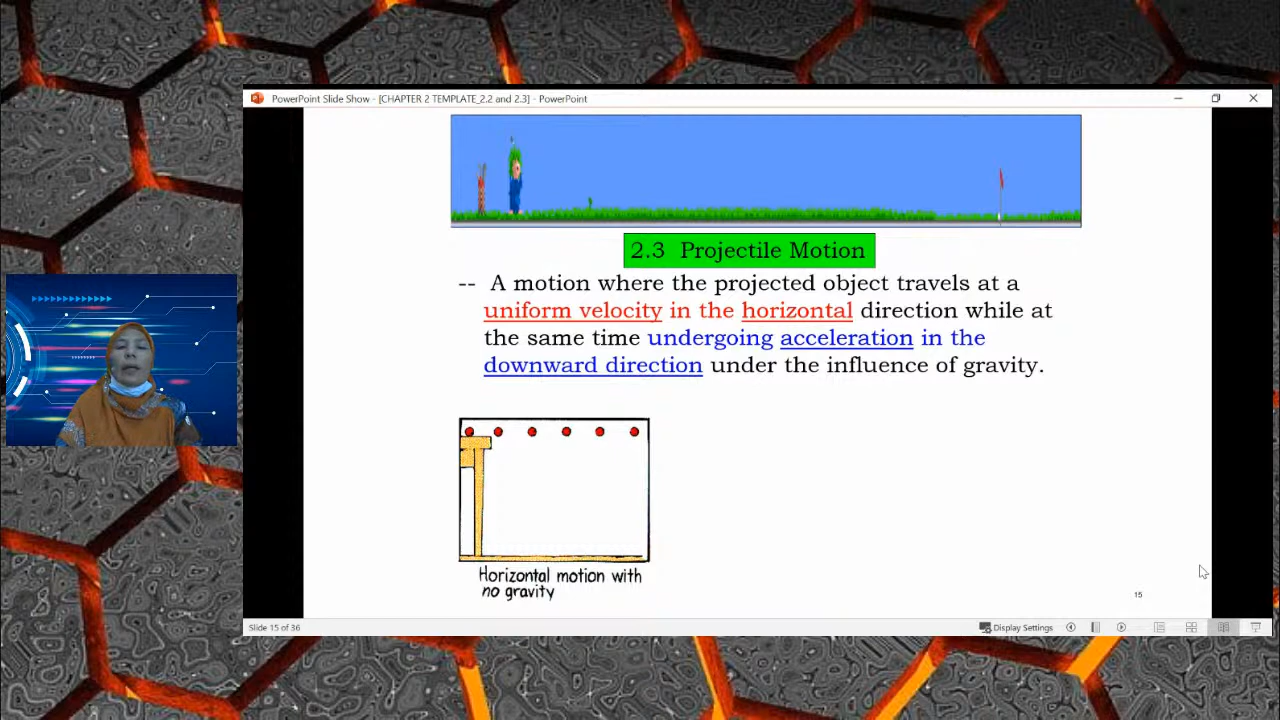 PowerPoint Slide Show - [CHAPTER 2 TEMPLATE_2.2 and 2.3] - PowerPoint
2.3 Projectile Motion
-- A motion where the projected object travels at a
uniform velocity in the horizontal direction while at
the same time undergoing acceleration in the
downward direction under the influence of gravity.
Horizontal motion with
no gravity
15
Slide 15 of 36
Display Settings